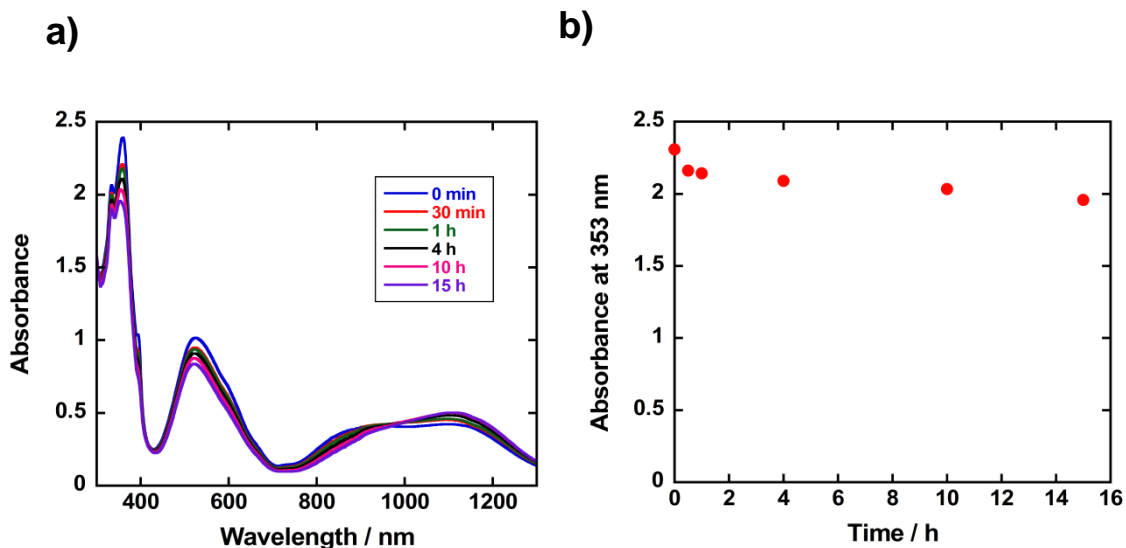 a)
2.5
2
1.5
1
0.5
0
Absorbance
400 600 800 1000 1200
Wavelength / nm
0 min
30 min
1 h
4 h
10 h
15 h
b)
2.5
2
1.5
1
0.5
0
Absorbance at 353 nm
0 2 4 6 8 10 12 14 16
Time / h